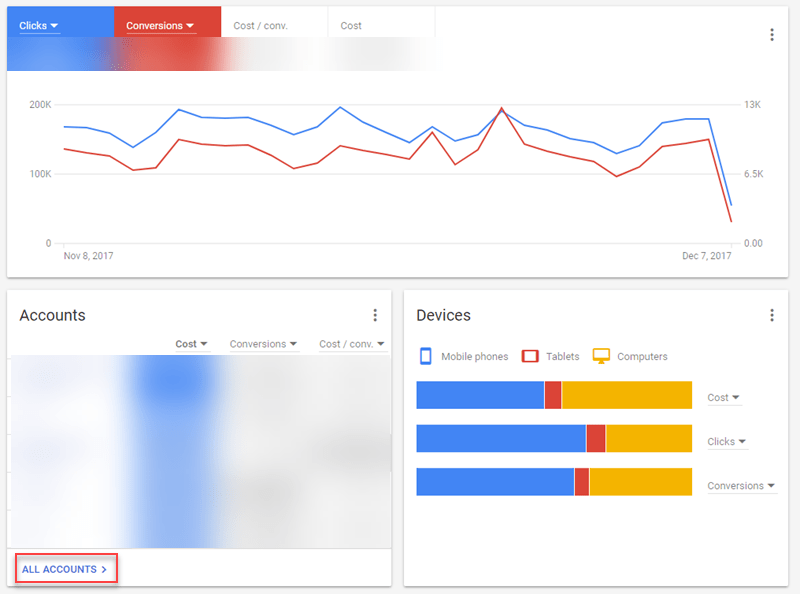 Clicks Conversions Cost / conv. Cost
200K 13K
100K 6.5K
0 0.00
Nov 8, 2017 Dec 7, 2017
Accounts
Cost Conversions Cost / conv.
ALL ACCOUNTS
Devices
Mobile phones Tablets Computers
Cost
Clicks
Conversions